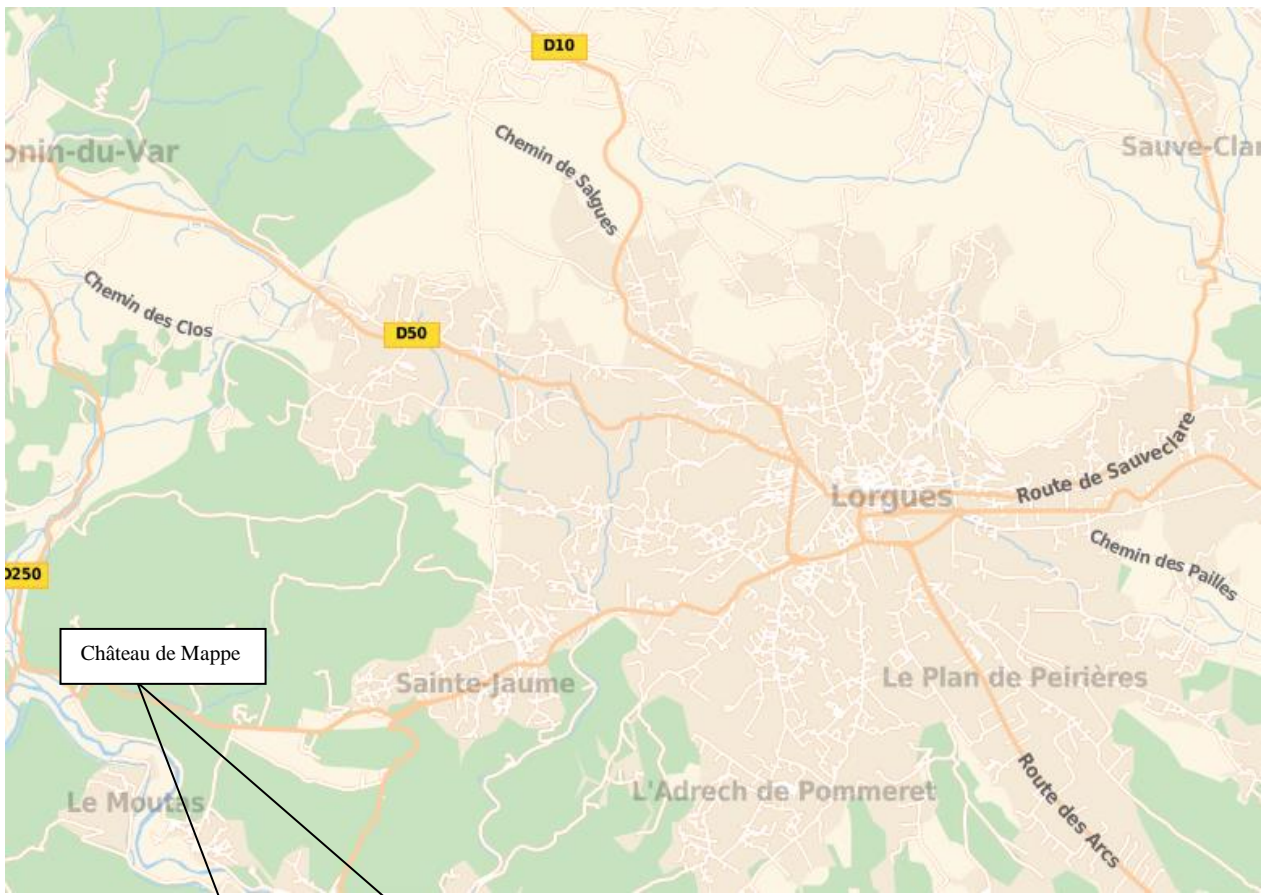 D10
Chemin de Salgues
onin-du-Var
Sauve-Clar
Chemin des Clos
D50
Route de Sauveclare
Lorgues
Chemin des Pailles
D250
Château de Mappe
Sainte-Jaume
Le Plan de Peirières
Route des Arcs
L'Adrech de Pommeret
Le Moutas